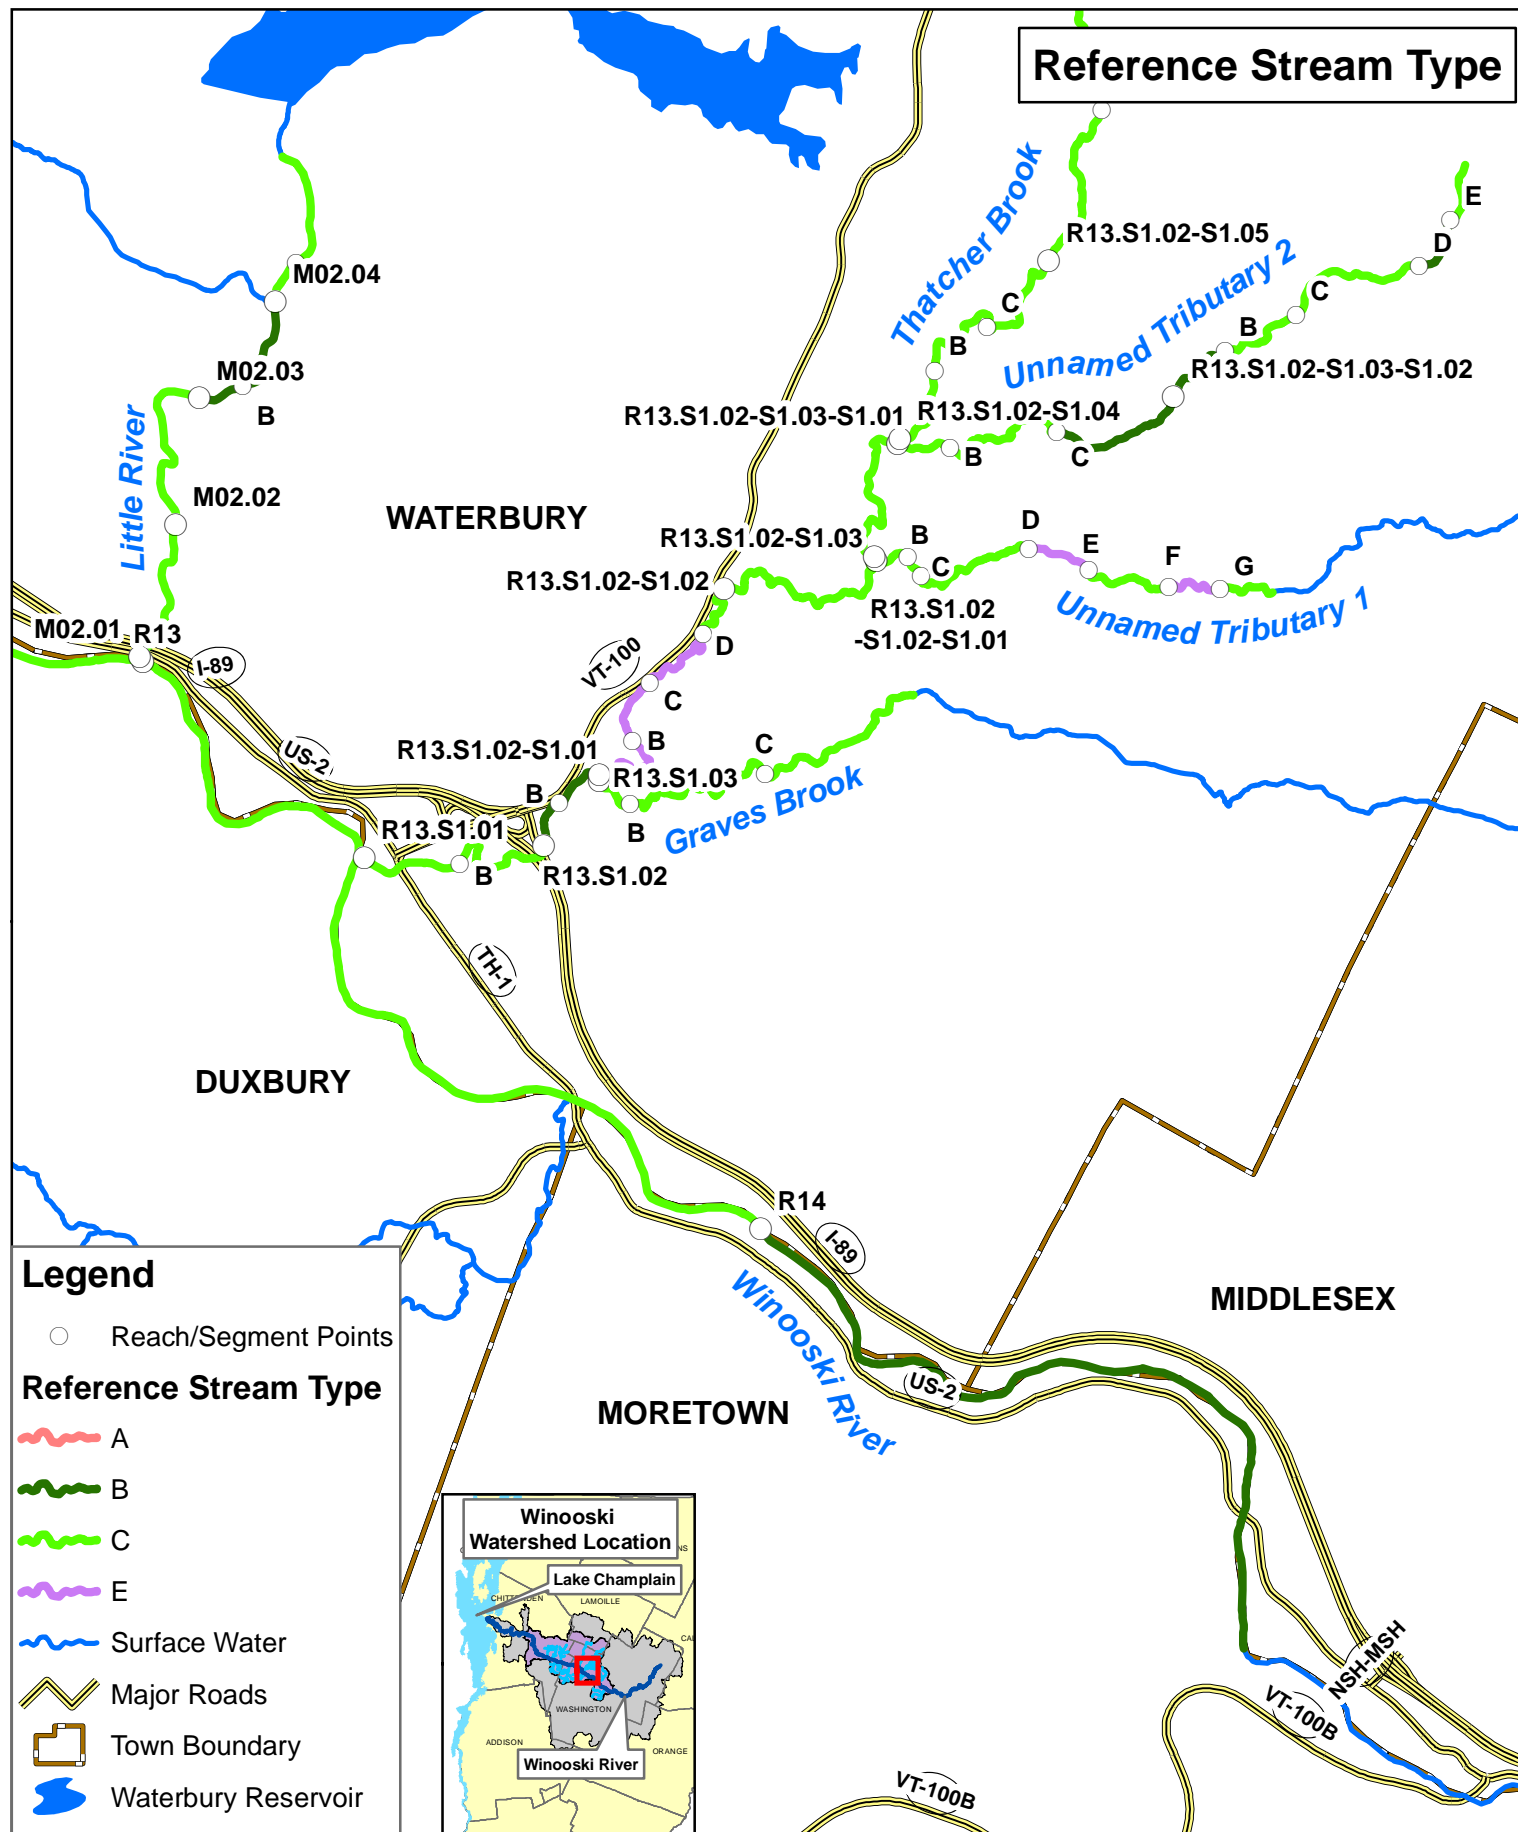 Reference Stream Type
Thatcher Brook
E
R13.S1.02-S1.05
D
Unnamed Tributary 2
M02.04
C
C
B
B
M02.03
R13.S1.02-S1.03-S1.02
B
R13.S1.02-S1.03-S1.01
R13.S1.02-S1.04
B
C
Little River
M02.02
WATERBURY
R13.S1.02-S1.03
B
D
E
C
F
G
R13.S1.02-S1.02
R13.S1.02
-S1.02-S1.01
Unnamed Tributary 1
M02.01
R13
I-89
D
VT-100
C
B
R13.S1.02-S1.01
C
US-2
R13.S1.03
B
B
Graves Brook
R13.S1.01
B
R13.S1.02
TH-1
DUXBURY
R14
I-89
Winooski River
MIDDLESEX
US-2
MORETOWN
NSH-MSH
VT-100B
VT-100B
Legend
Reach/Segment Points
Reference Stream Type
A
B
C
E
Surface Water
Major Roads
Town Boundary
Waterbury Reservoir
Winooski
Watershed Location
Lake Champlain
LAMOILLE
WASHINGTON
ADDISON
ORANGE
Winooski River